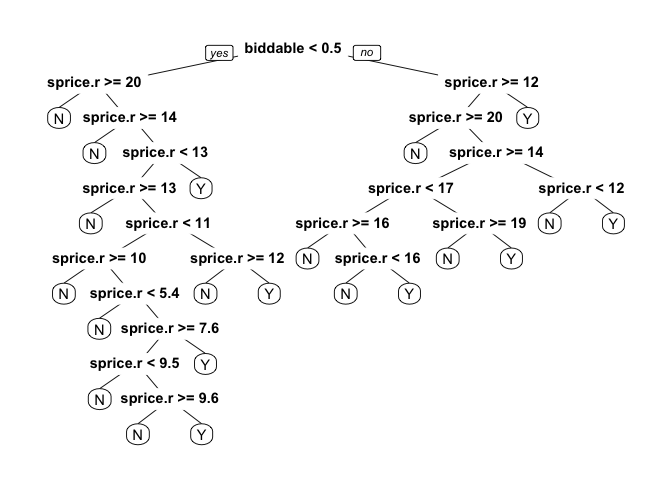 yes biddable < 0.5 no
sprice.r >= 20 sprice.r >= 12
N sprice.r >= 14 sprice.r >= 20 Y
N sprice.r < 13 N sprice.r >= 14
sprice.r >= 13 Y sprice.r < 17 sprice.r < 12
N sprice.r < 11 sprice.r >= 16 sprice.r >= 19 N Y
sprice.r >= 10 sprice.r >= 12 N sprice.r < 16 N Y
N sprice.r < 5.4 N Y N Y
N sprice.r >= 7.6
sprice.r < 9.5 Y
N sprice.r >= 9.6
N Y